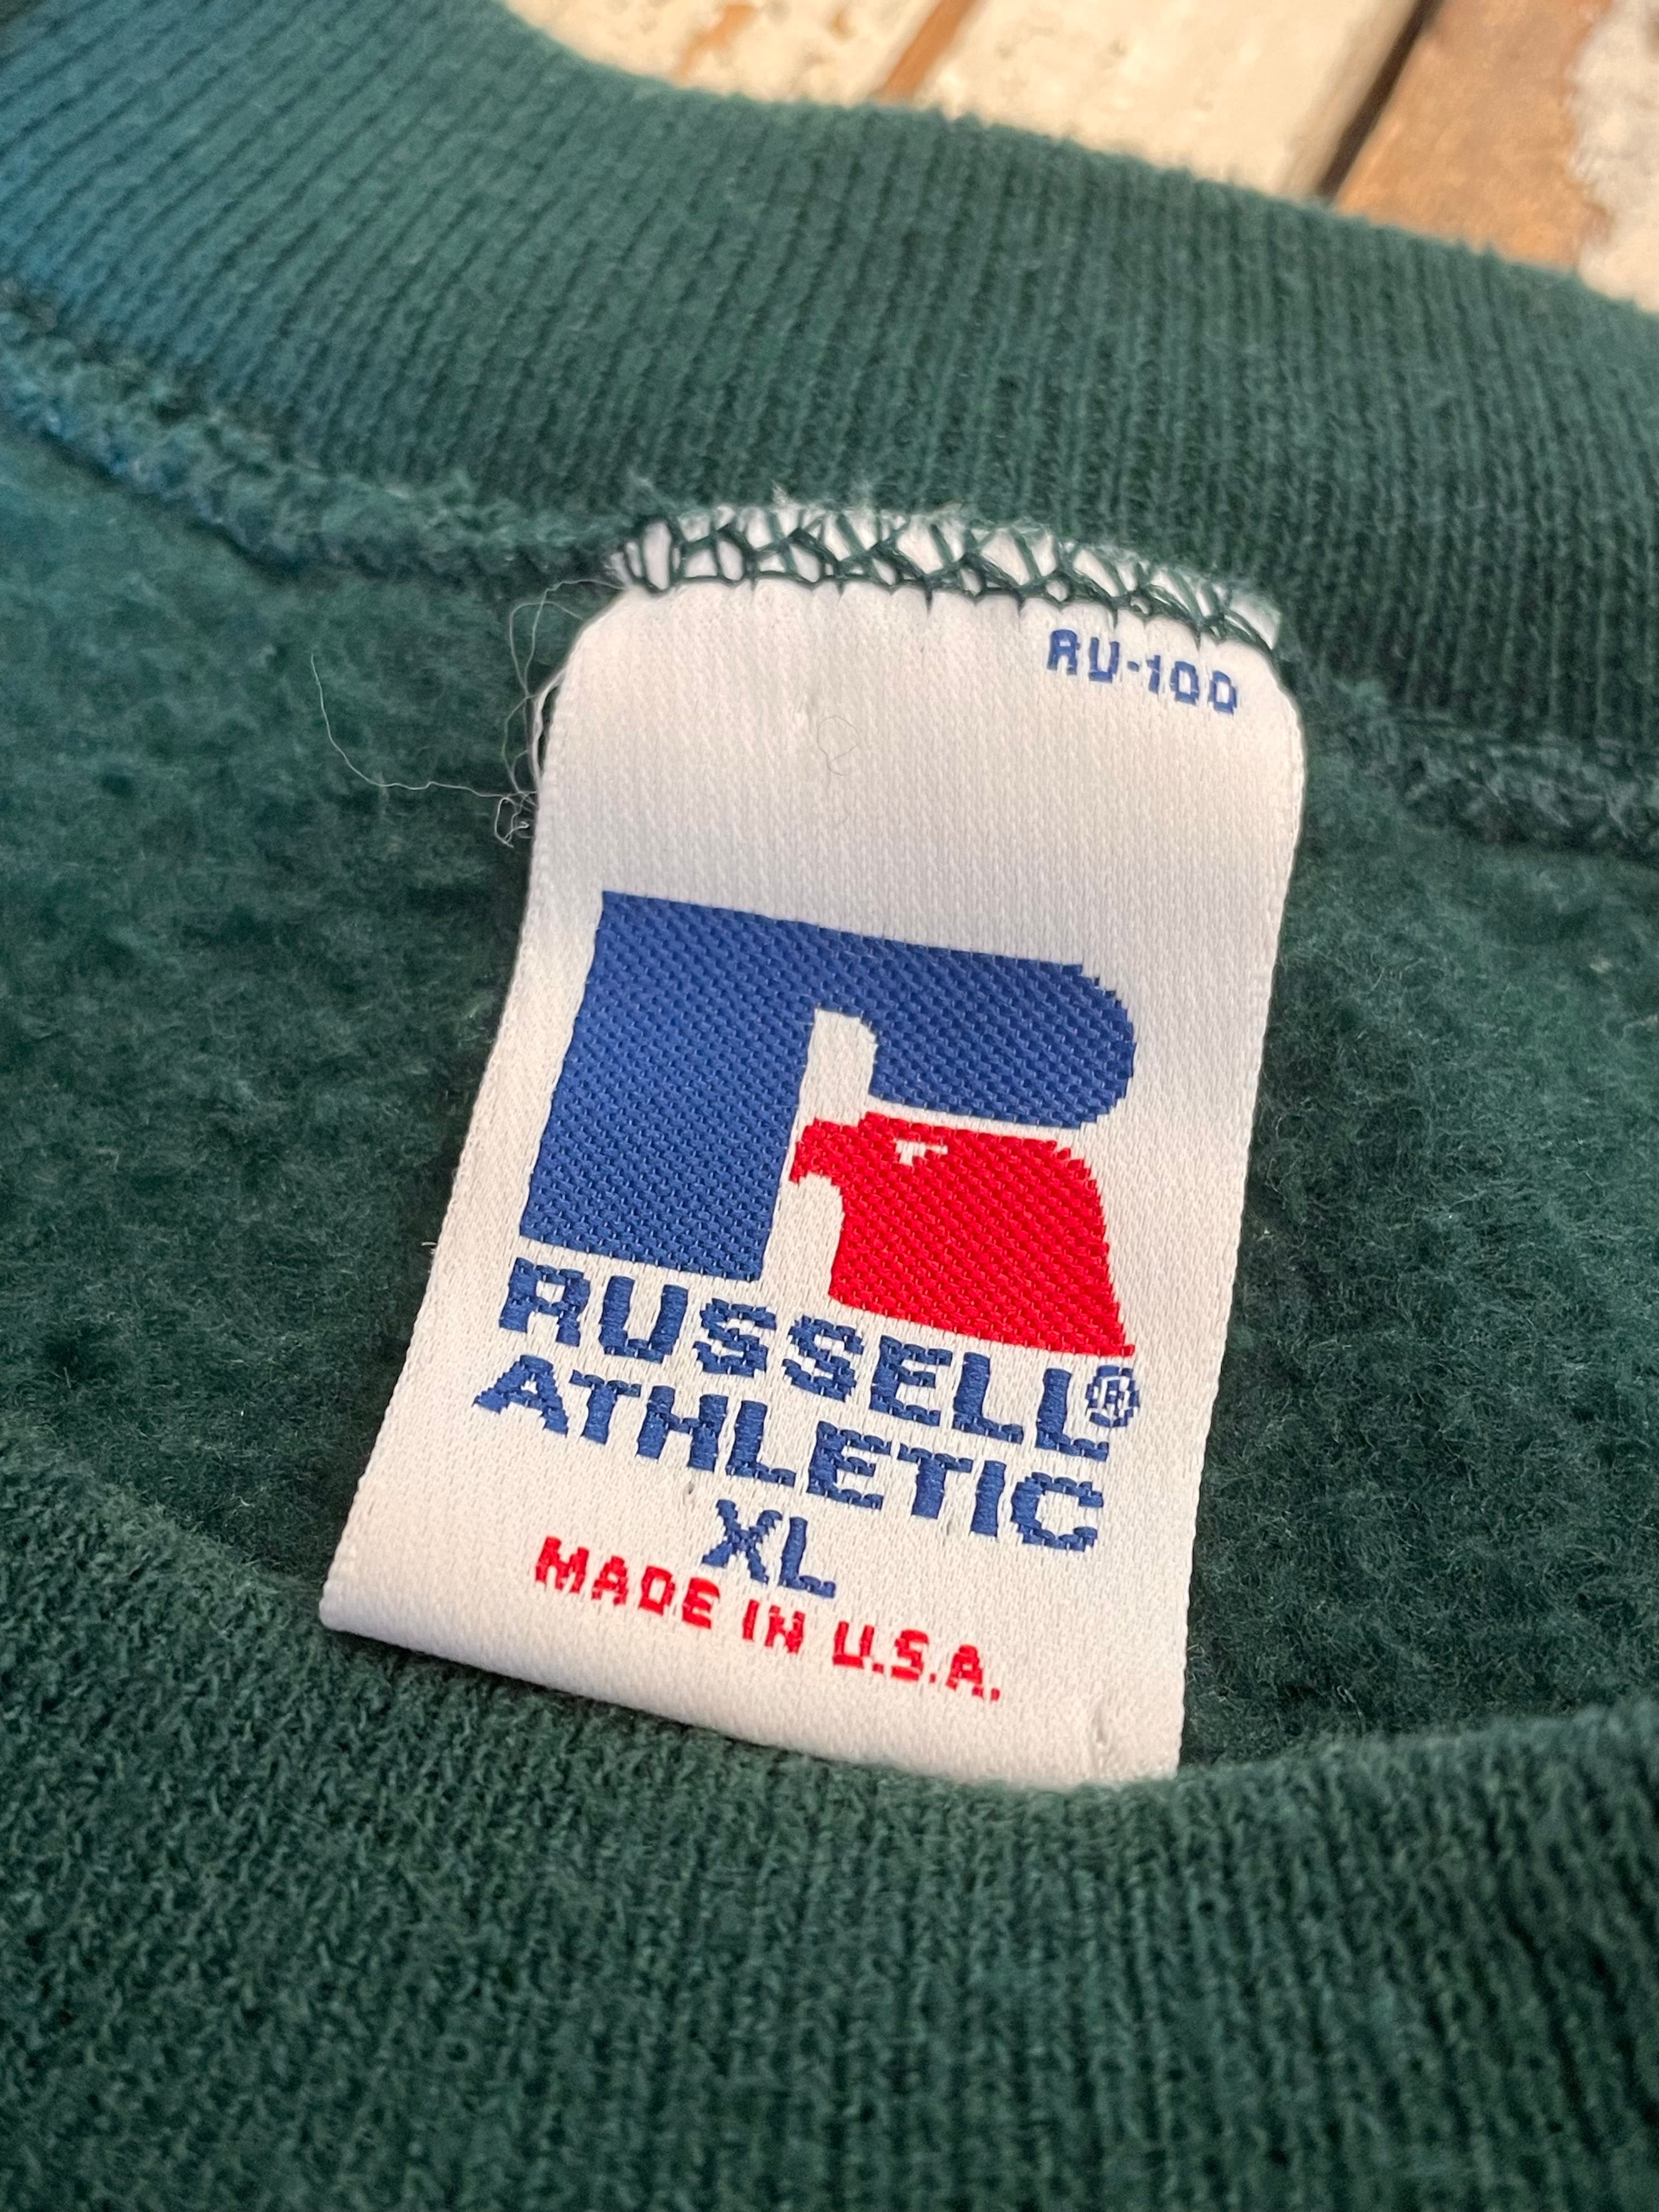 RU-100
RUSSELL®
ATHLETIC
XL
MADE IN U.S.A.